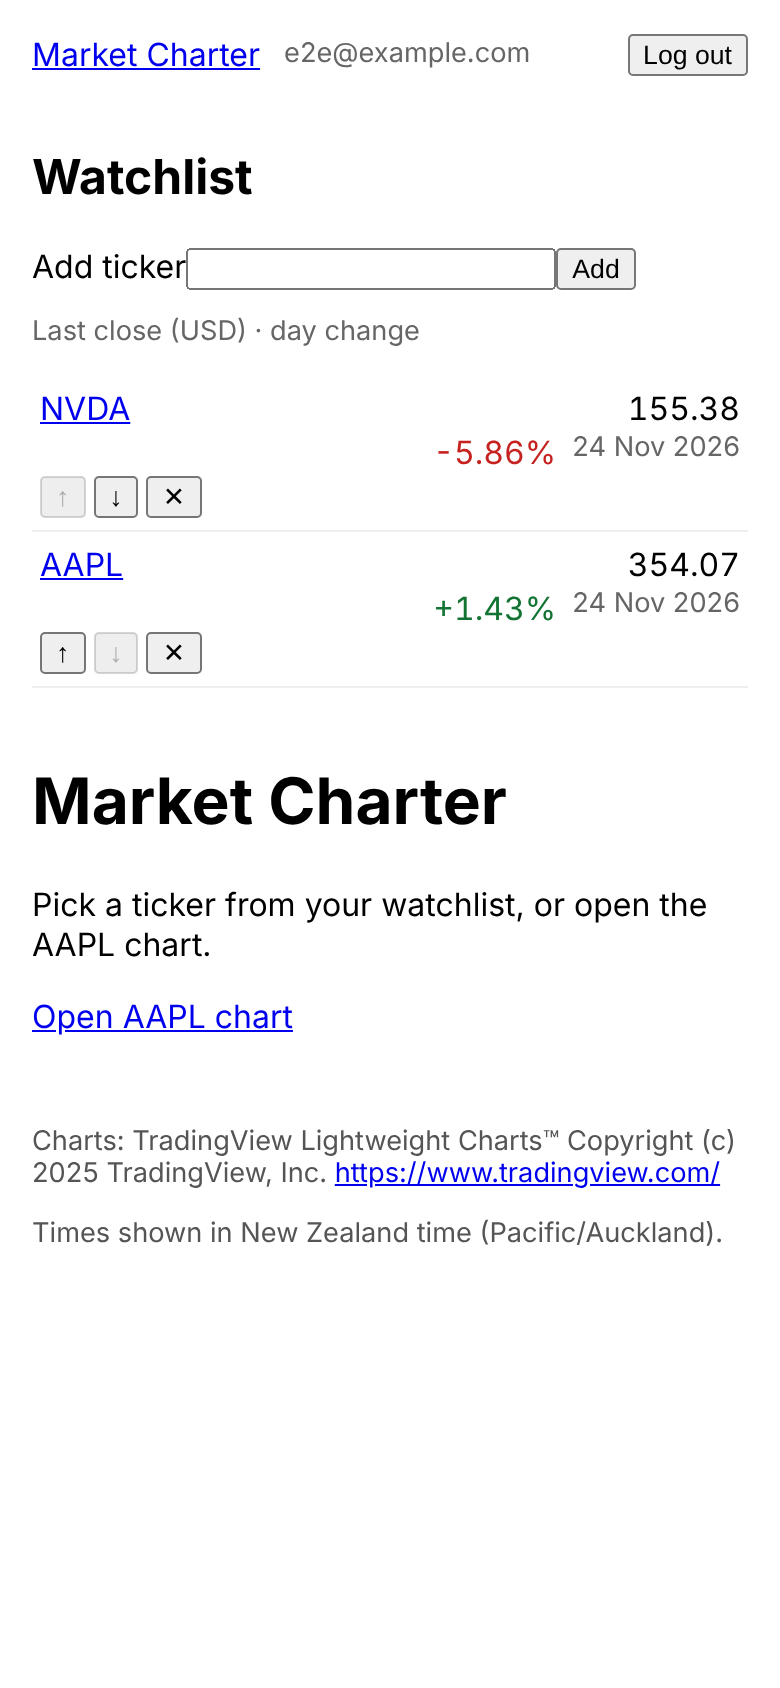 Market Charter e2e@example.com Log out
Watchlist
Add ticker Add
Last close (USD) · day change
NVDA 155.38
-5.86% 24 Nov 2026
↑ ↓ ✕
AAPL 354.07
+1.43% 24 Nov 2026
↑ ↓ ✕
Market Charter
Pick a ticker from your watchlist, or open the
AAPL chart.
Open AAPL chart
Charts: TradingView Lightweight Charts™ Copyright (c)
2025 TradingView, Inc. https://www.tradingview.com/
Times shown in New Zealand time (Pacific/Auckland).